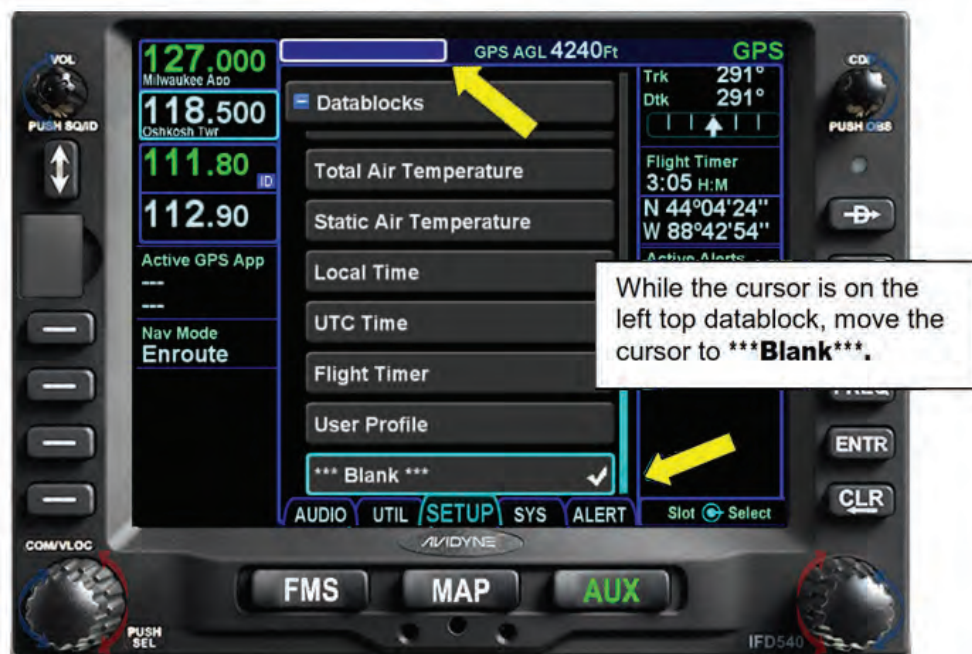 VOL
PUSH SQ/ID
127.000
Milwaukee App
118.500
Oshkosh Twr
111.80 ID
112.90
Active GPS App
---
---
Nav Mode
Enroute
GPS AGL 4240Ft
GPS
Datablocks
Total Air Temperature
Static Air Temperature
Local Time
UTC Time
Flight Timer
User Profile
*** Blank ***
AUDIO UTIL SETUP SYS ALERT
Trk 291°
Dtk 291°
Flight Timer
3:05 H:M
N 44°04'24"
W 88°42'54"
Active Alerts
Slot Select
CDI
PUSH OBS
D
While the cursor is on the
left top datablock, move the
cursor to ***Blank***.
FREQ
ENTR
CLR
COM/VLOC
AVIDYNE
FMS MAP AUX
PUSH
SEL
IFD540